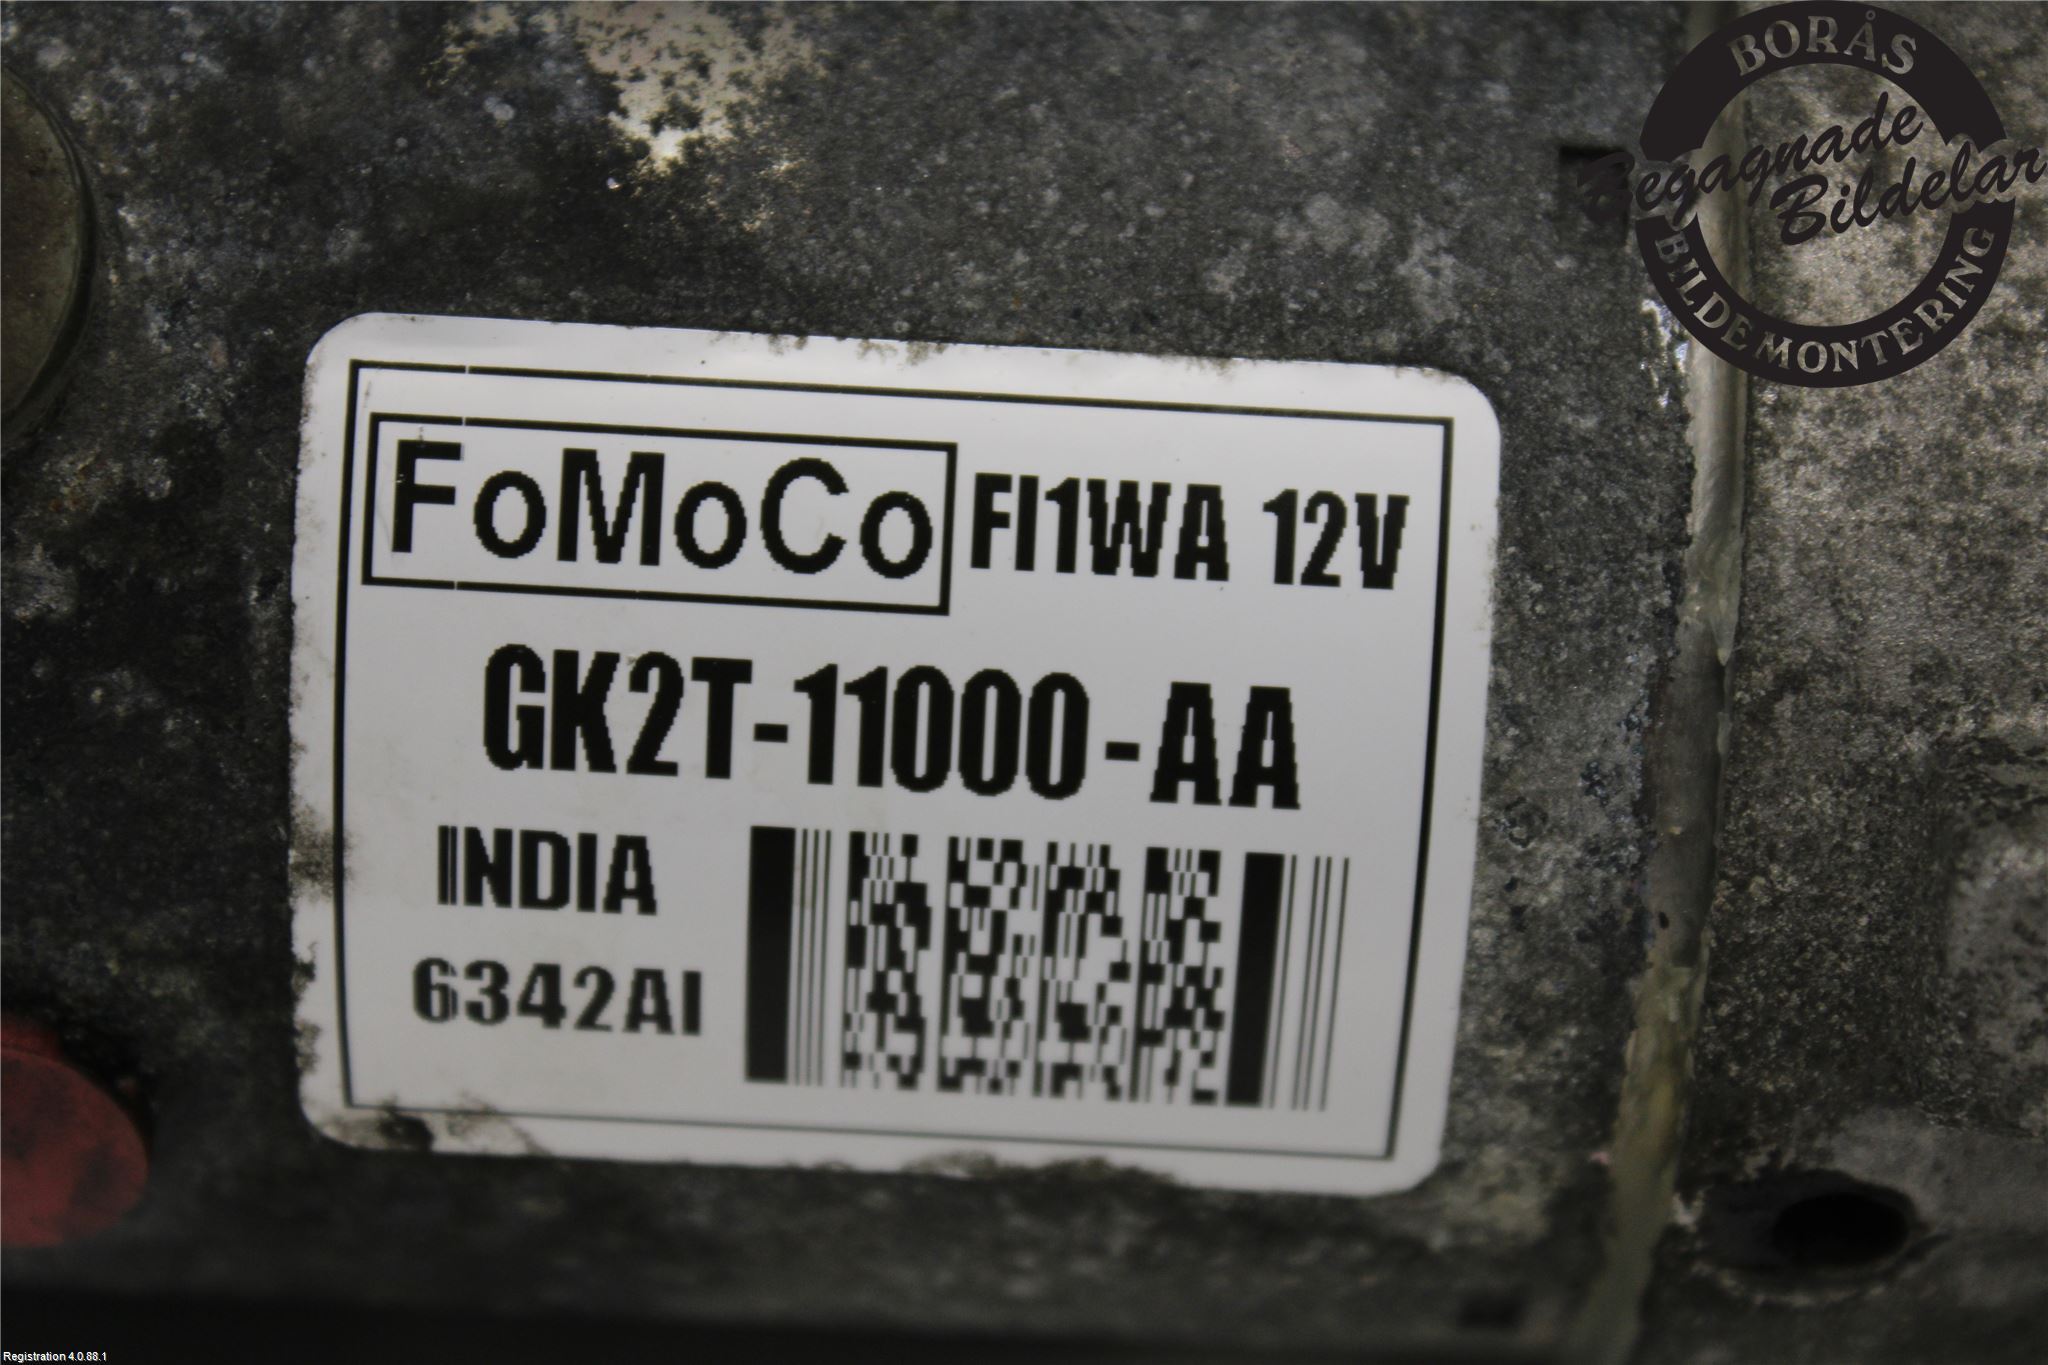 BORÅS
Begagnade
Bildelar
BILDEMONTERING
FoMoCo FI1WA 12V
GK2T-11000-AA
INDIA
6342AI
Registration 4.0.88.1